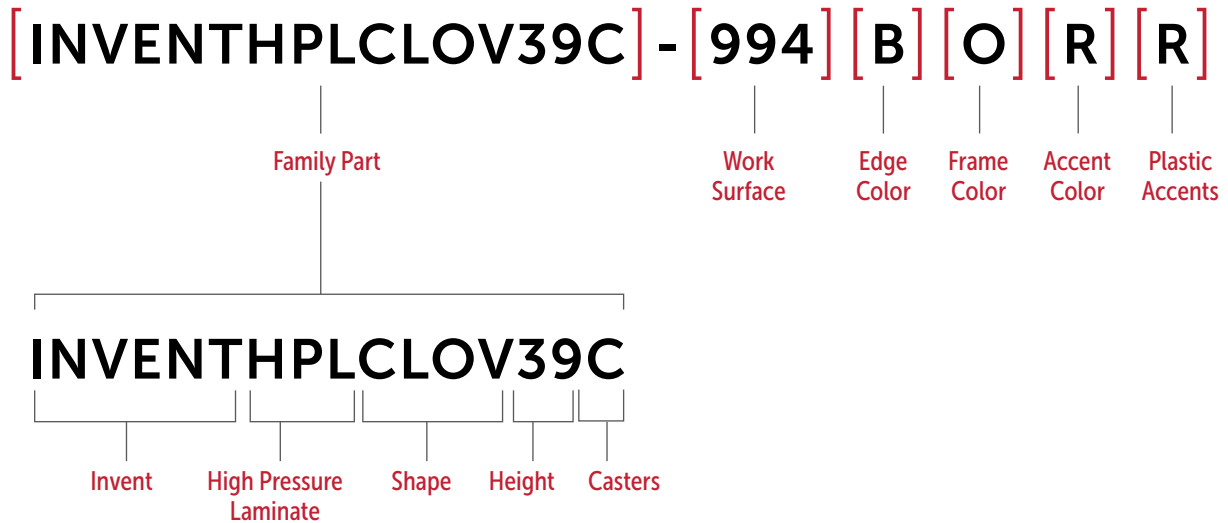 [INVENTHPLCLOV39C] - [994] [B] [O] [R] [R]
Family Part
Work Surface
Edge Color
Frame Color
Accent Color
Plastic Accents
INVENTHPLCLOV39C
Invent
High Pressure Laminate
Shape
Height
Casters